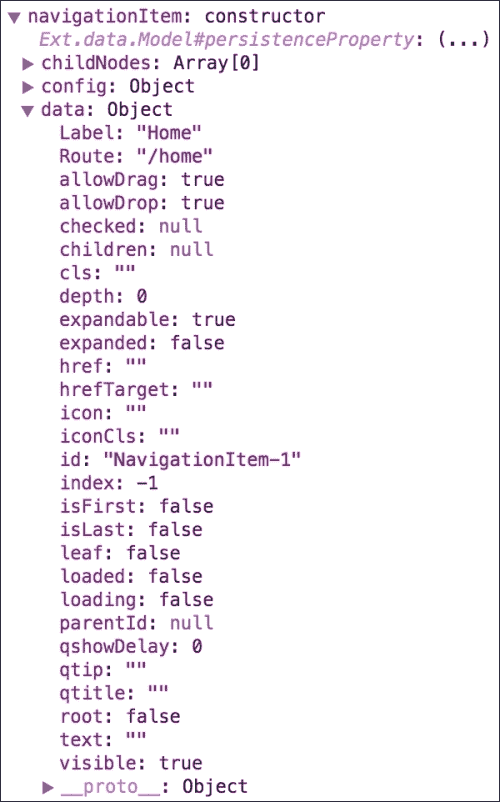 ▼ navigationItem: constructor
Ext.data.Model#persistenceProperty: (...)
▶ childNodes: Array[0]
▶ config: Object
▼ data: Object
Label: "Home"
Route: "/home"
allowDrag: true
allowDrop: true
checked: null
children: null
cls: ""
depth: 0
expandable: true
expanded: false
href: ""
hrefTarget: ""
icon: ""
iconCls: ""
id: "NavigationItem-1"
index: -1
isFirst: false
isLast: false
leaf: false
loaded: false
loading: false
parentId: null
qshowDelay: 0
qtip: ""
qtitle: ""
root: false
text: ""
visible: true
▶ __proto__: Object